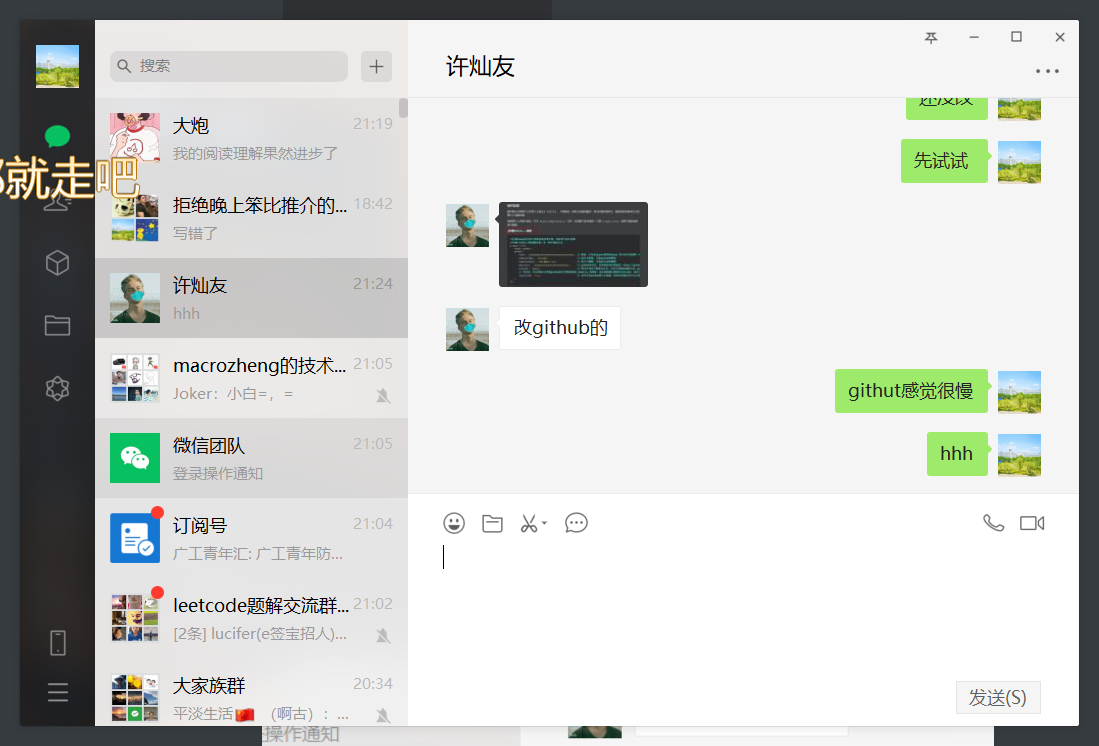 搜索
大炮
21:19
我的阅读理解果然进步了
就走吧
拒绝晚上笨比推介的...
18:42
写错了
许灿友
21:24
hhh
macrozheng的技术...
21:05
Joker：小白=，=
微信团队
21:05
登录操作通知
订阅号
21:04
广工青年汇: 广工青年防...
leetcode题解交流群...
21:02
[2条] lucifer(e签宝招人)...
大家族群
20:34
平淡生活🇨🇳 （啊古）：...
许灿友
先试试
改github的
githut感觉很慢
hhh
发送(S)
操作通知